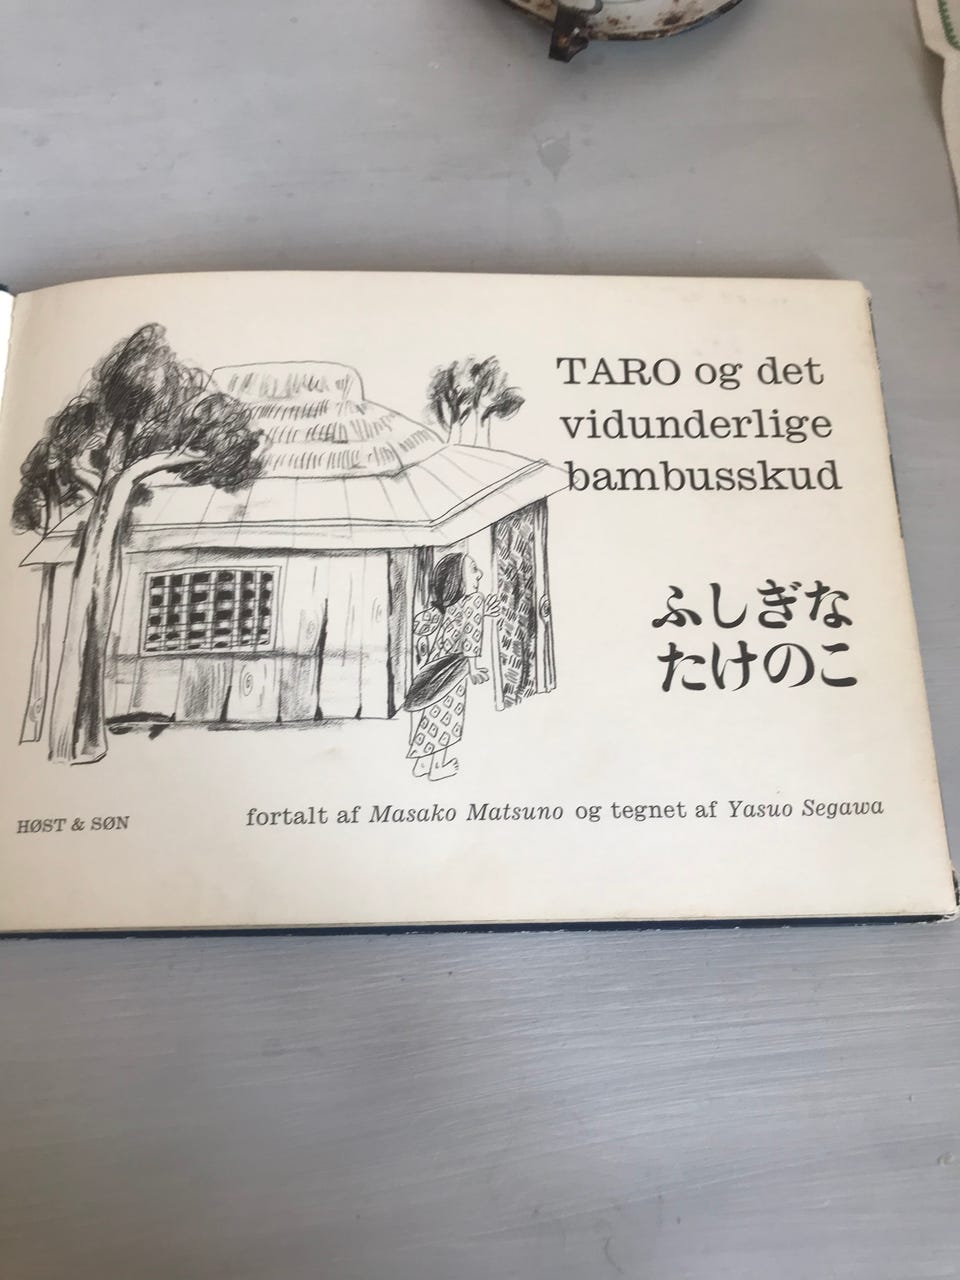 TARO og det
vidunderlige
bambusskud
ふしぎな
たけのこ
HØST & SØN
fortalt af Masako Matsuno og tegnet af Yasuo Segawa